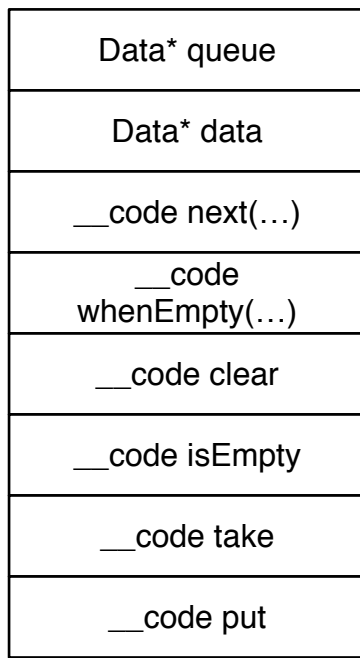 Data* queue
Data* data
__code next(…)
__code
whenEmpty(…)
__code clear
__code isEmpty
__code take
__code put